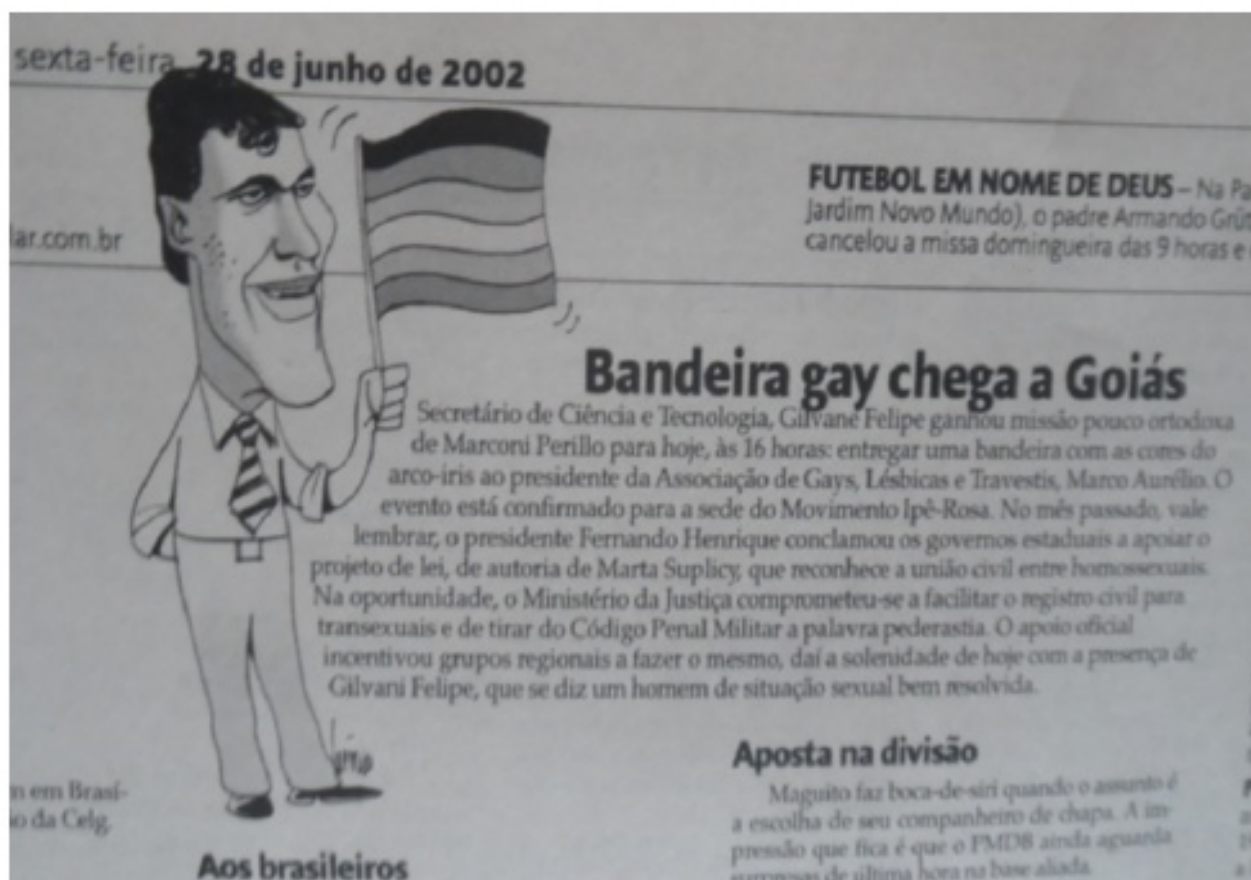 sexta-feira, 28 de junho de 2002
FUTEBOL EM NOME DE DEUS – Na Pa
Jardim Novo Mundo), o padre Armando
cancelou a missa domingueira das 9 horas e
lar.com.br
Bandeira gay chega a Goiás
Secretário de Ciência e Tecnologia, Gilvane Felipe ganhou missão pouco ortodoxa
de Marconi Perillo para hoje, às 16 horas: entregar uma bandeira com as cores do
arco-iris ao presidente da Associação de Gays, Lésbicas e Travestis, Marco Aurélio. O
evento está confirmado para a sede do Movimento Ipê-Rosa. No mês passado, vale
lembrar, o presidente Fernando Henrique conclamou os governos estaduais a apoiar o
projeto de lei, de autoria de Marta Suplicy, que reconhece a união civil entre homossexuais.
Na oportunidade, o Ministério da Justiça comprometeu-se a facilitar o registro civil para
transexuais e de tirar do Código Penal Militar a palavra pederastia. O apoio oficial
incentivou grupos regionais a fazer o mesmo, daí a solenidade de hoje com a presença de
Gilvani Felipe, que se diz um homem de situação sexual bem resolvida.
m em Brasí-
o da Celg.
Aos brasileiros
Aposta na divisão
Maguito faz boca-de-siri quando o assunto é
a escolha de seu companheiro de chapa. A im-
pressão que fica é que o PMDB ainda aguarda
surpresas de última hora na base aliada.